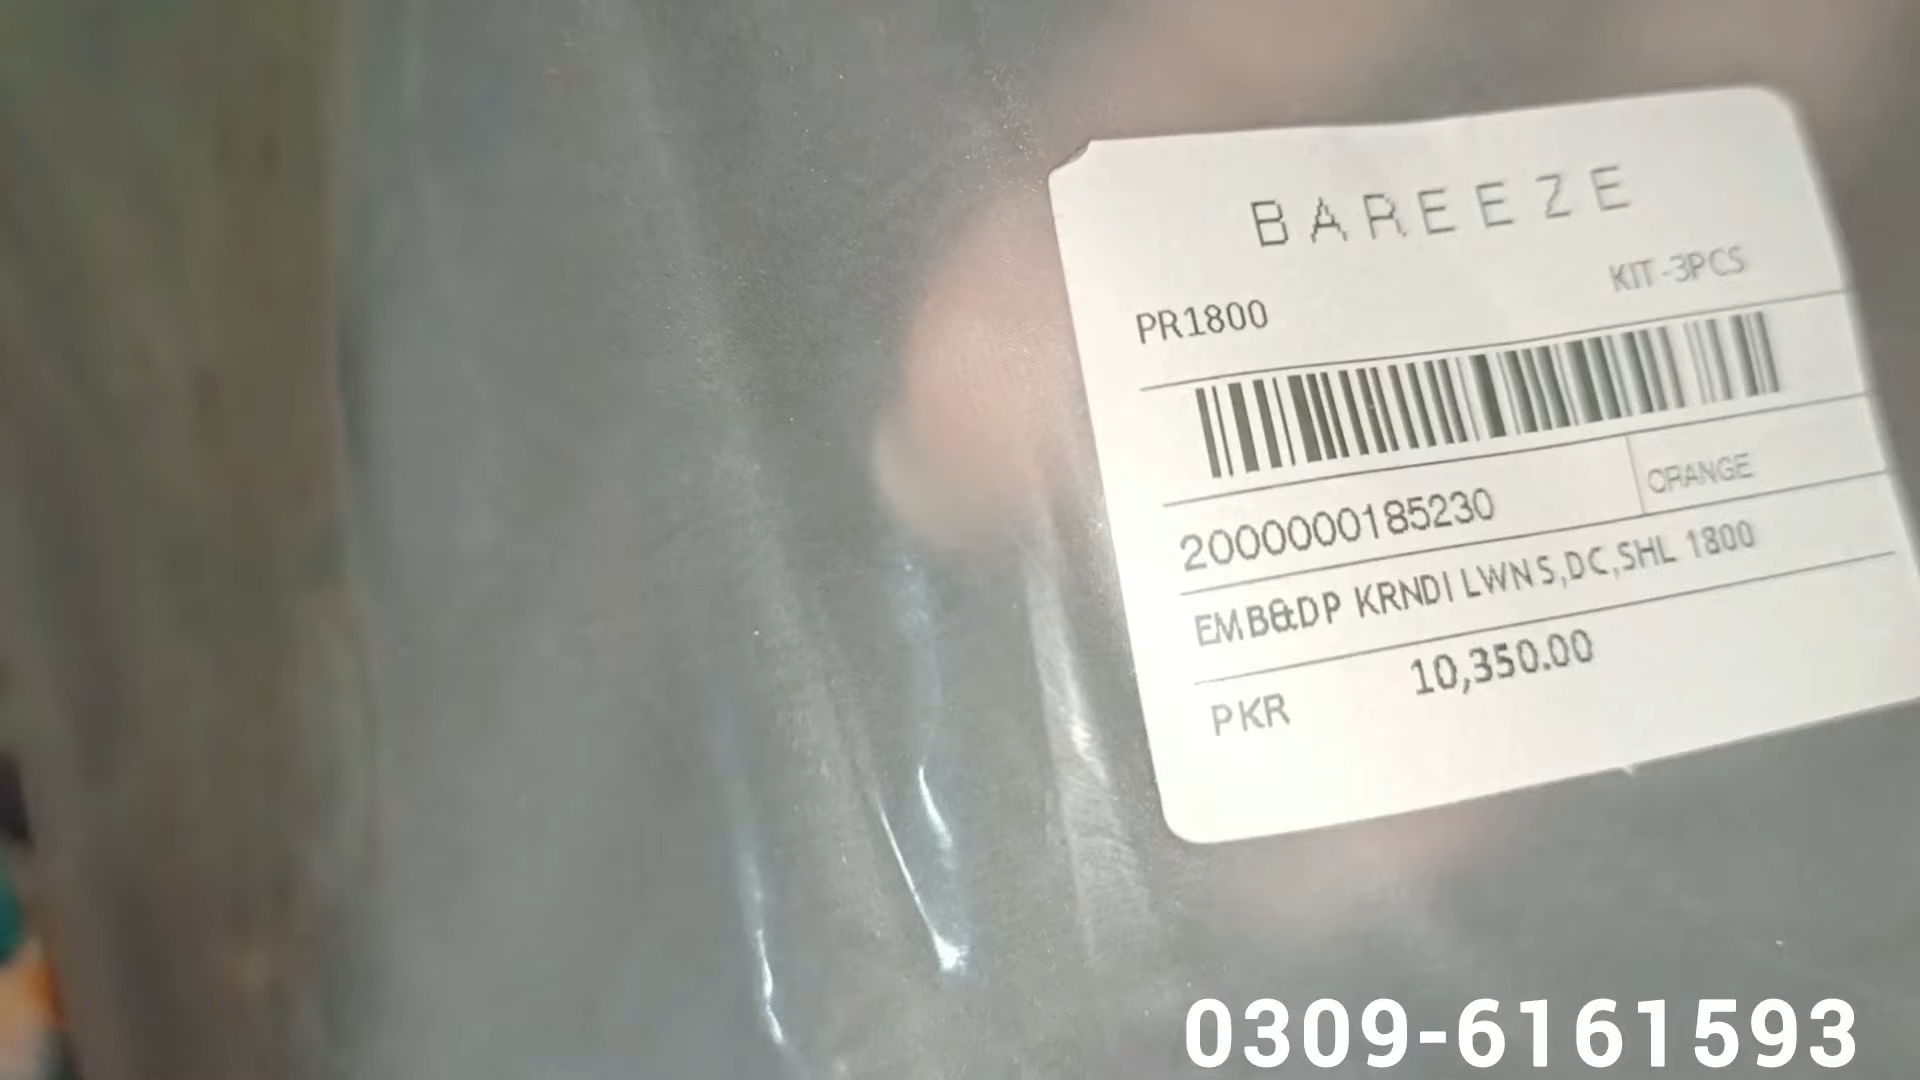 BAREEZE
PR1800 KIT-3PCS
2000000185230 ORANGE
EMB&DP KRNDI LWN S,DC,SHL 1800
PKR 10,350.00
0309-6161593